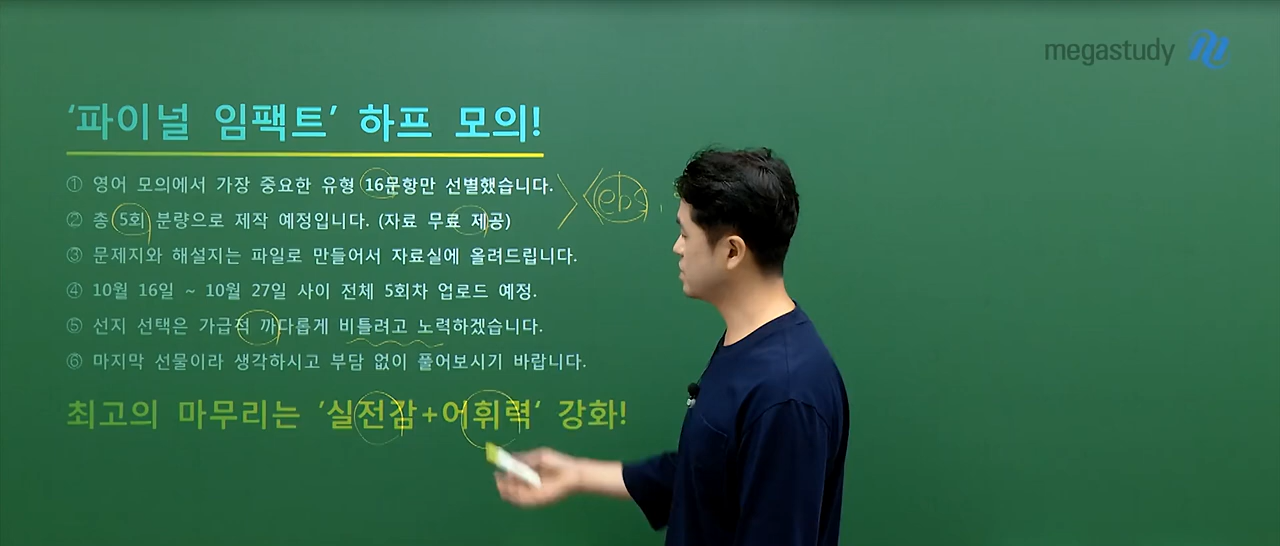 megastudy
‘파이널 임팩트’ 하프 모의!
① 영어 모의에서 가장 중요한 유형 16문항만 선별했습니다.
ebs
② 총 5회 분량으로 제작 예정입니다. (자료 무료 제공)
③ 문제지와 해설지는 파일로 만들어서 자료실에 올려드립니다.
④ 10월 16일 ~ 10월 27일 사이 전체 5회차 업로드 예정.
⑤ 선지 선택은 가급적 까다롭게 비틀려고 노력하겠습니다.
⑥ 마지막 선물이라 생각하시고 부담 없이 풀어보시기 바랍니다.
최고의 마무리는 ’실전감+어휘력‘ 강화!